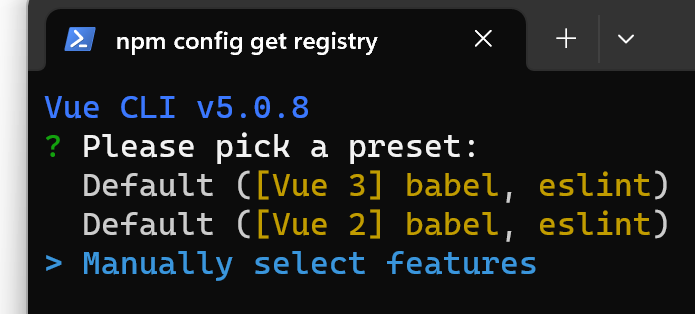 npm config get registry
Vue CLI v5.0.8
? Please pick a preset:
Default ([Vue 3] babel, eslint)
Default ([Vue 2] babel, eslint)
> Manually select features